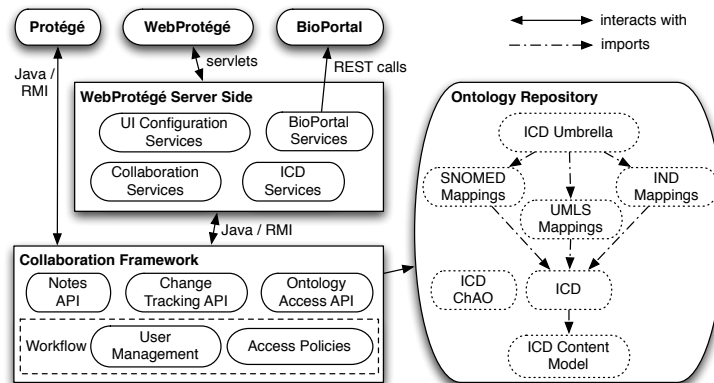 Protégé
WebProtégé
BioPortal
interacts with
imports
Java /
RMI
servlets
REST calls
WebProtégé Server Side
UI Configuration
Services
BioPortal
Services
Collaboration
Services
ICD
Services
Java / RMI
Collaboration Framework
Notes
API
Change
Tracking API
Ontology
Access API
Workflow
User
Management
Access Policies
Ontology Repository
ICD Umbrella
SNOMED
Mappings
IND
Mappings
UMLS
Mappings
ICD
ChAO
ICD
ICD Content
Model